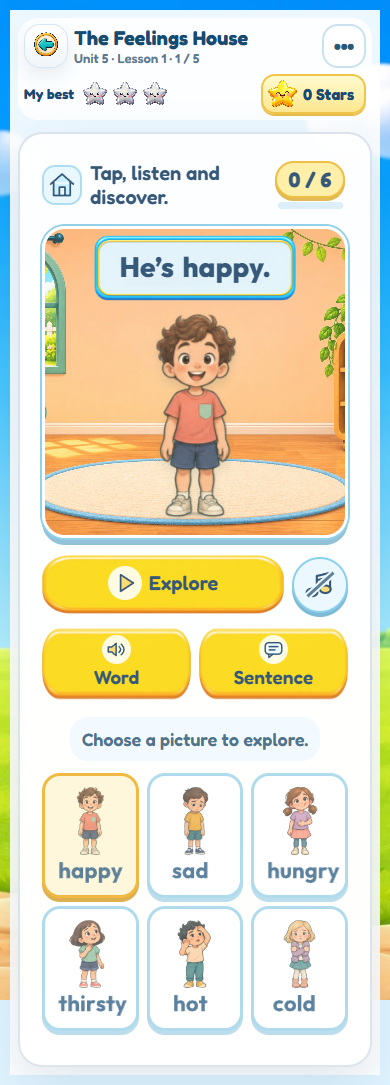 The Feelings House
Unit 5 · Lesson 1 · 1 / 5
My best
0 Stars
Tap, listen and
discover.
0 / 6
He's happy.
Explore
Word
Sentence
Choose a picture to explore.
happy
sad
hungry
thirsty
hot
cold